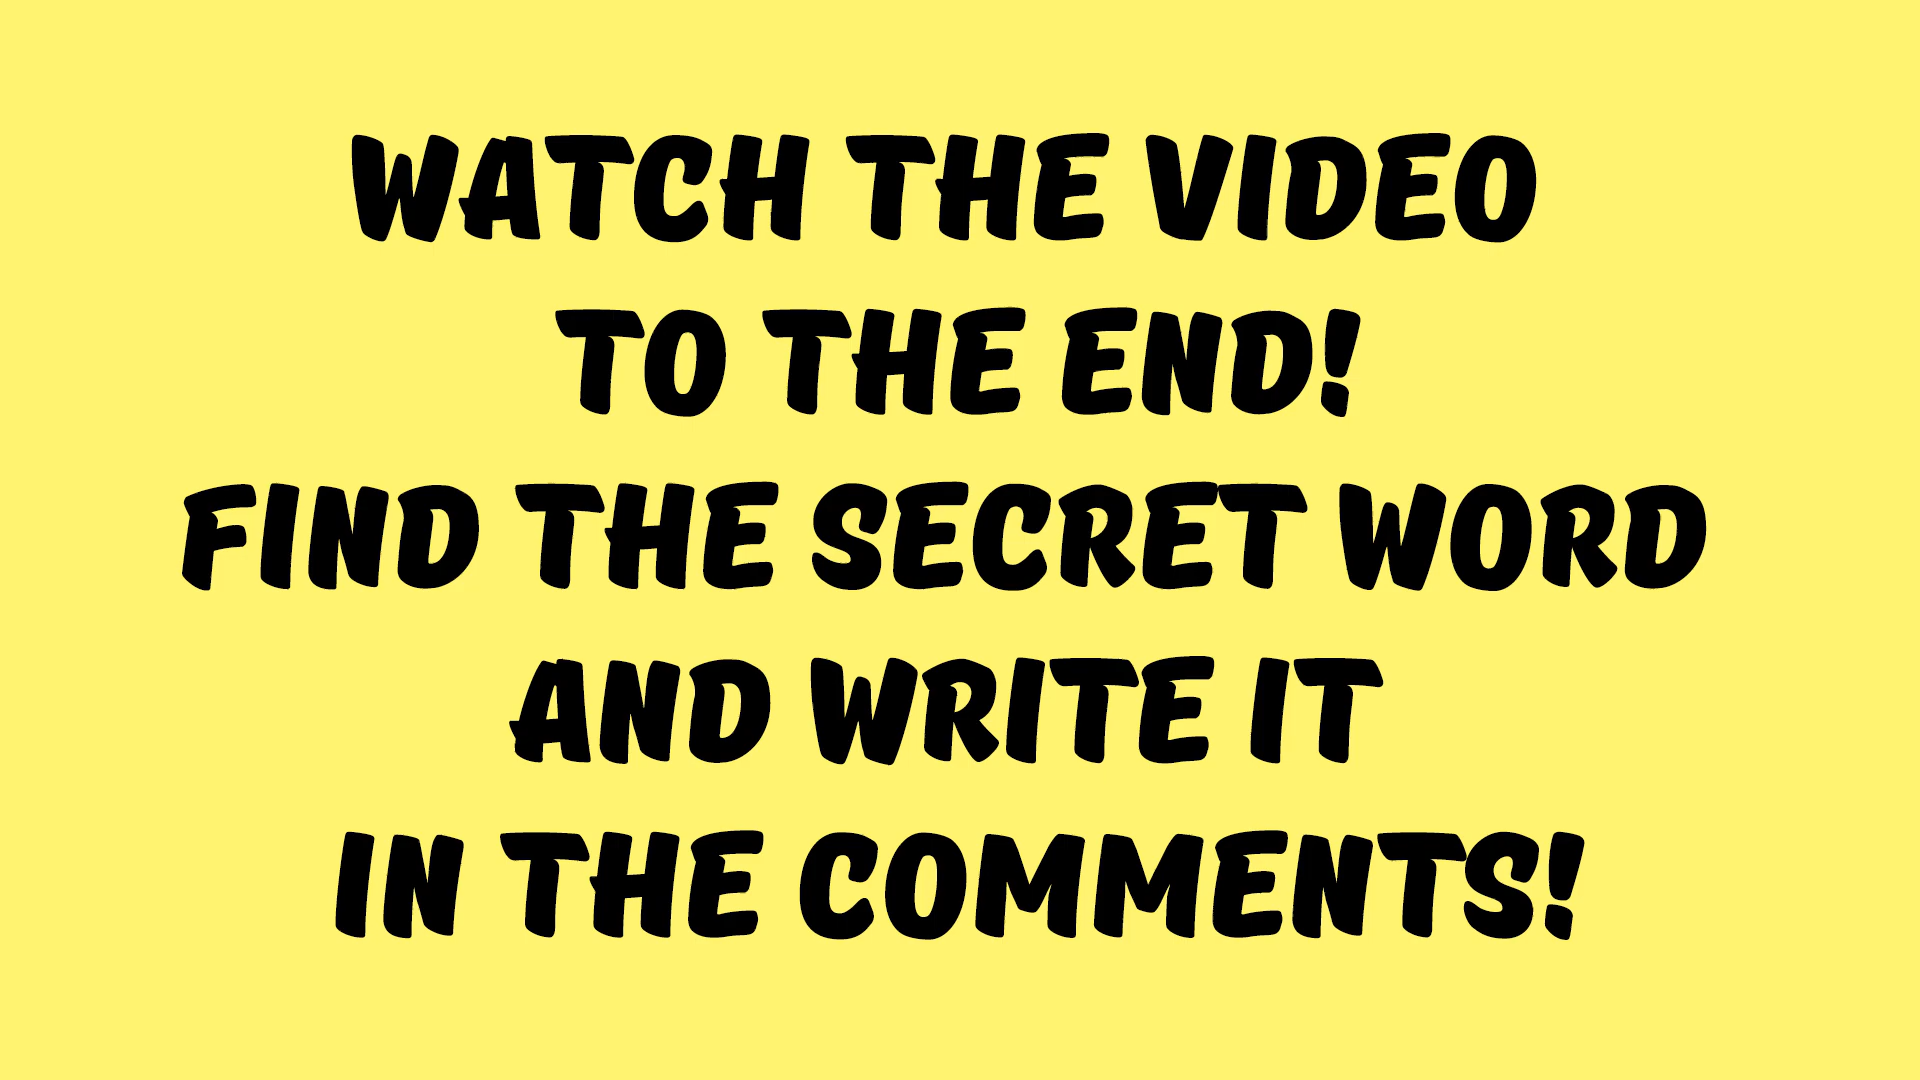 WATCH THE VIDEO
TO THE END!
FIND THE SECRET WORD
AND WRITE IT
IN THE COMMENTS!